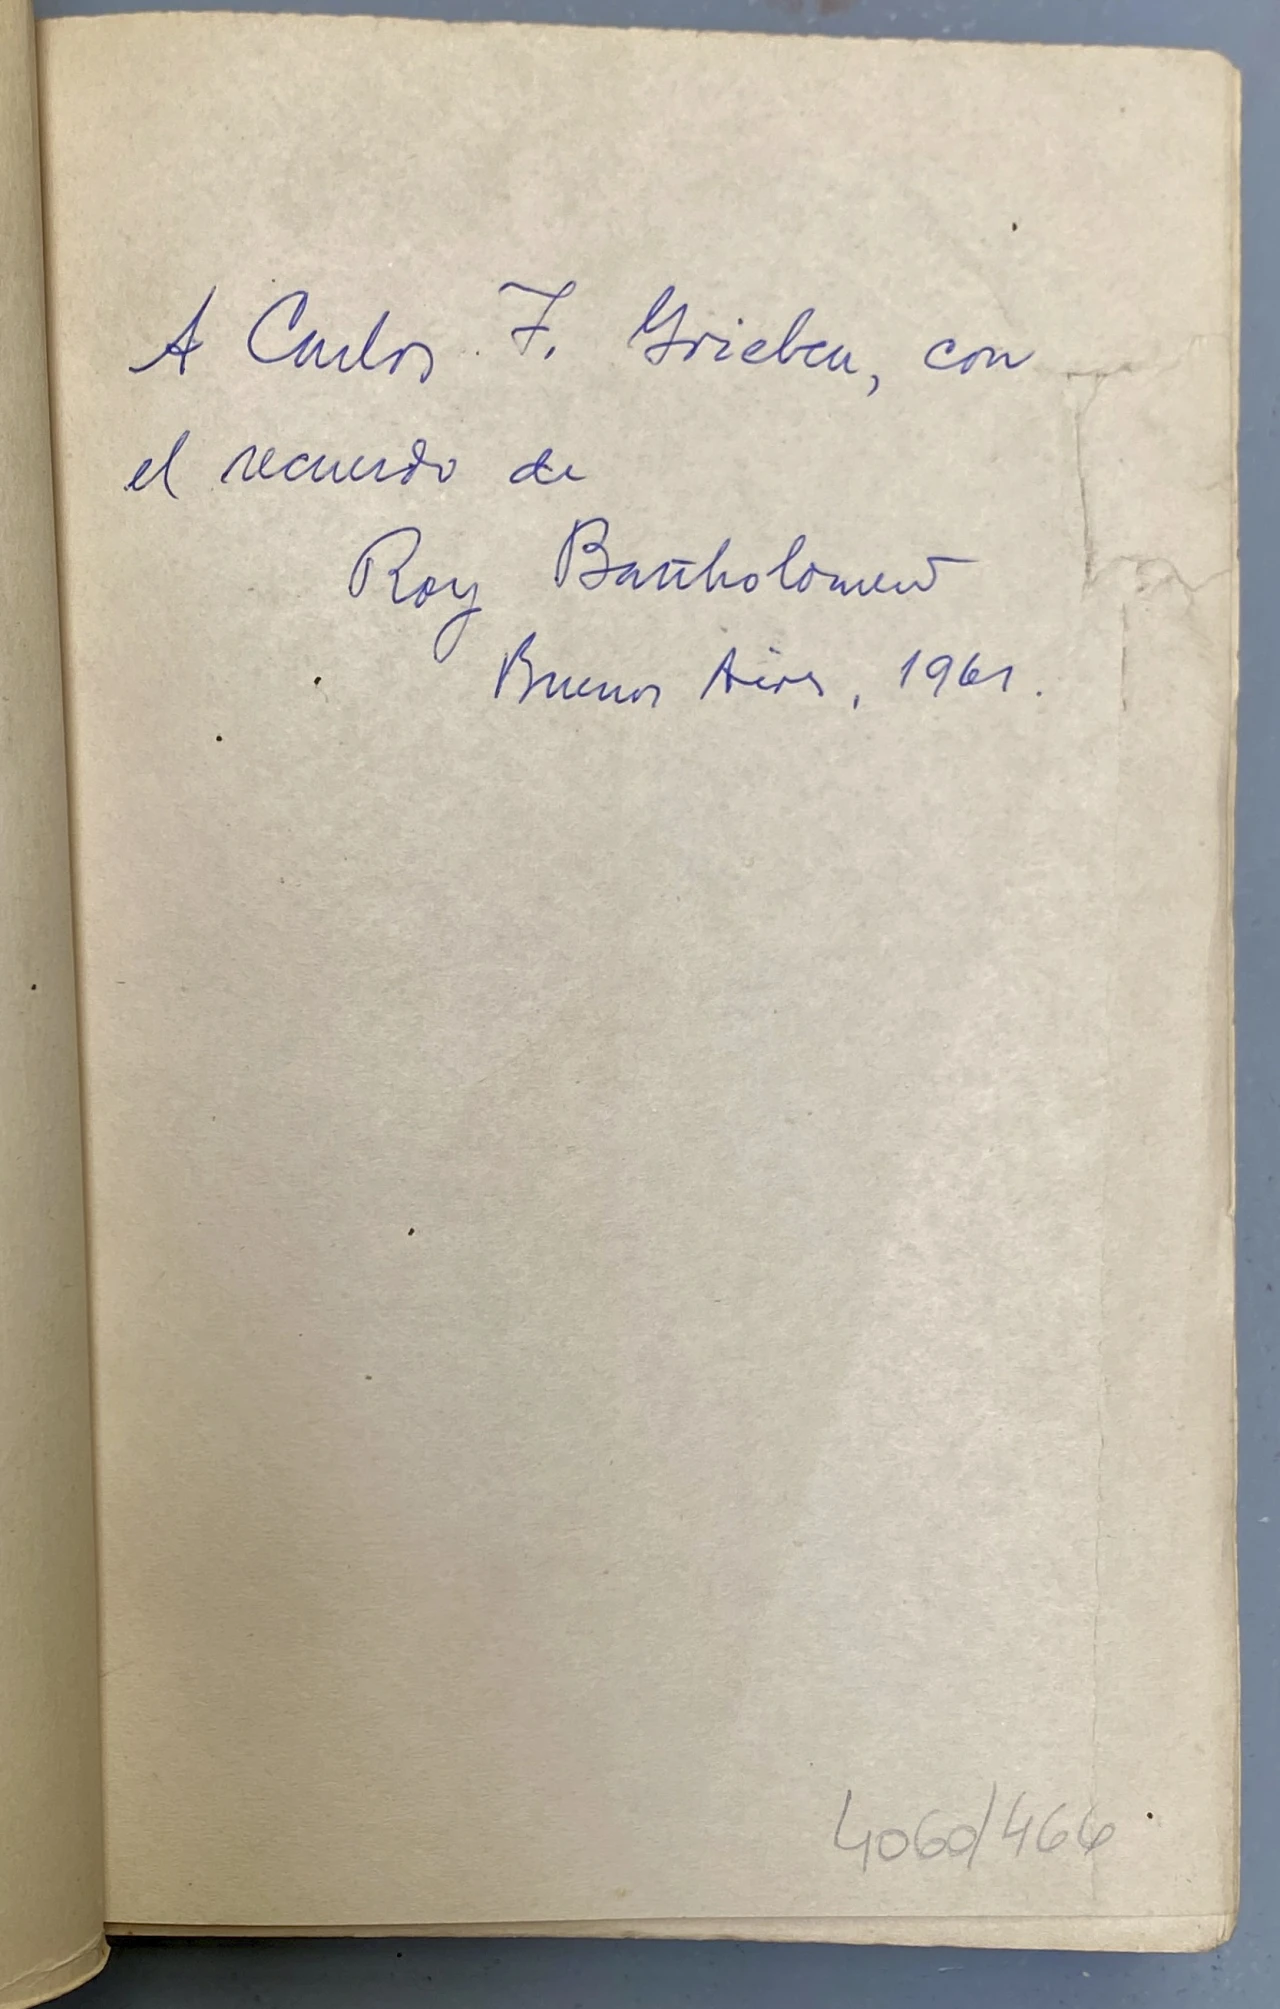 A Carlos F. Grieben, con
el recuerdo de
Roy Bartholomew
Buenos Aires, 1961.
4060/466